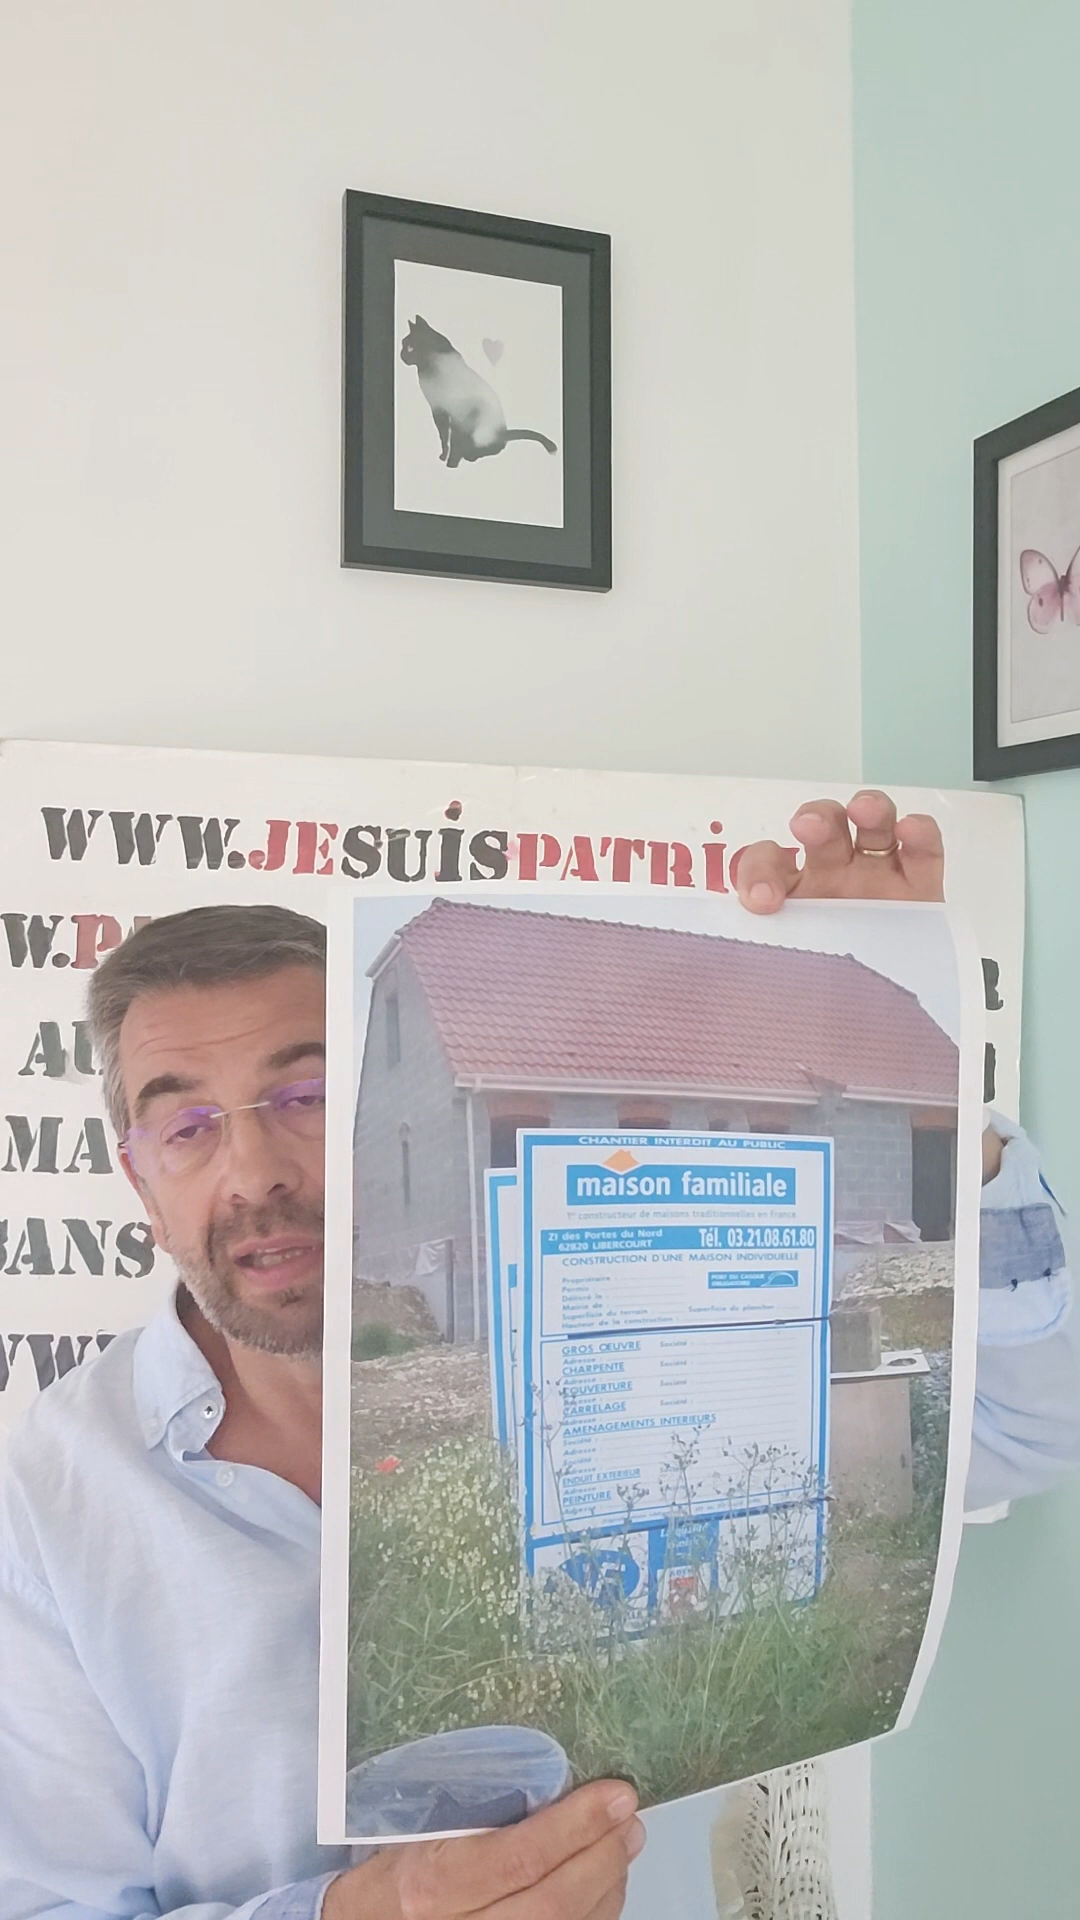 WWW.JESUISPATRIC
W.PA
R
AU
MA
SANS
WWW
CHANTIER INTERDIT AU PUBLIC
maison familiale
1er constructeur de maisons traditionnelles en france
ZI des Portes du Nord
62820 LIBERCOURT
Tél. 03.21.08.61.80
CONSTRUCTION D'UNE MAISON INDIVIDUELLE
Propriétaire
Permis
Délivré le
Mairie de
Superficie du terrain Superficie du plancher
Hauteur de la construction
PORT DU CASQUE
OBLIGATOIRE
GROS ŒUVRE Société
Adresse
CHARPENTE Société
Adresse
COUVERTURE Société
Adresse
CARRELAGE Société
Adresse
AMENAGEMENTS INTERIEURS
Société
Adresse
Société
Adresse
ENDUIT EXTERIEUR
Adresse
PEINTURE